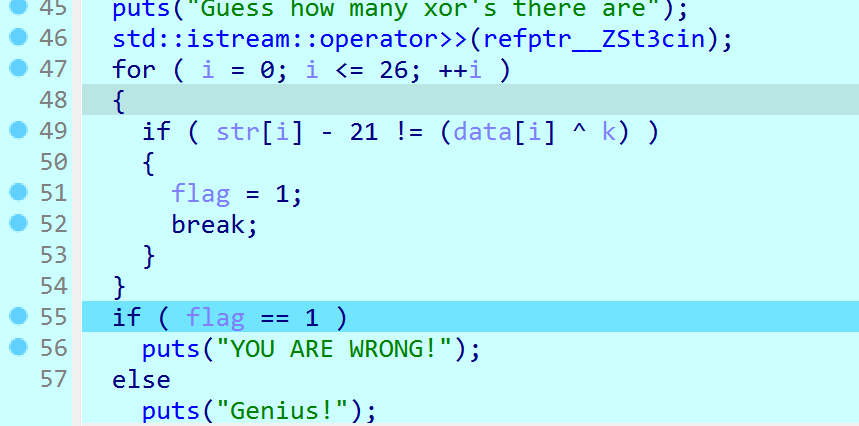 45 puts("Guess how many xor's there are");
46 std::istream::operator>>(refptr__ZSt3cin);
47 for ( i = 0; i <= 26; ++i )
48 {
49 if ( str[i] - 21 != (data[i] ^ k) )
50 {
51 flag = 1;
52 break;
53 }
54 }
55 if ( flag == 1 )
56 puts("YOU ARE WRONG!");
57 else
puts("Genius!");